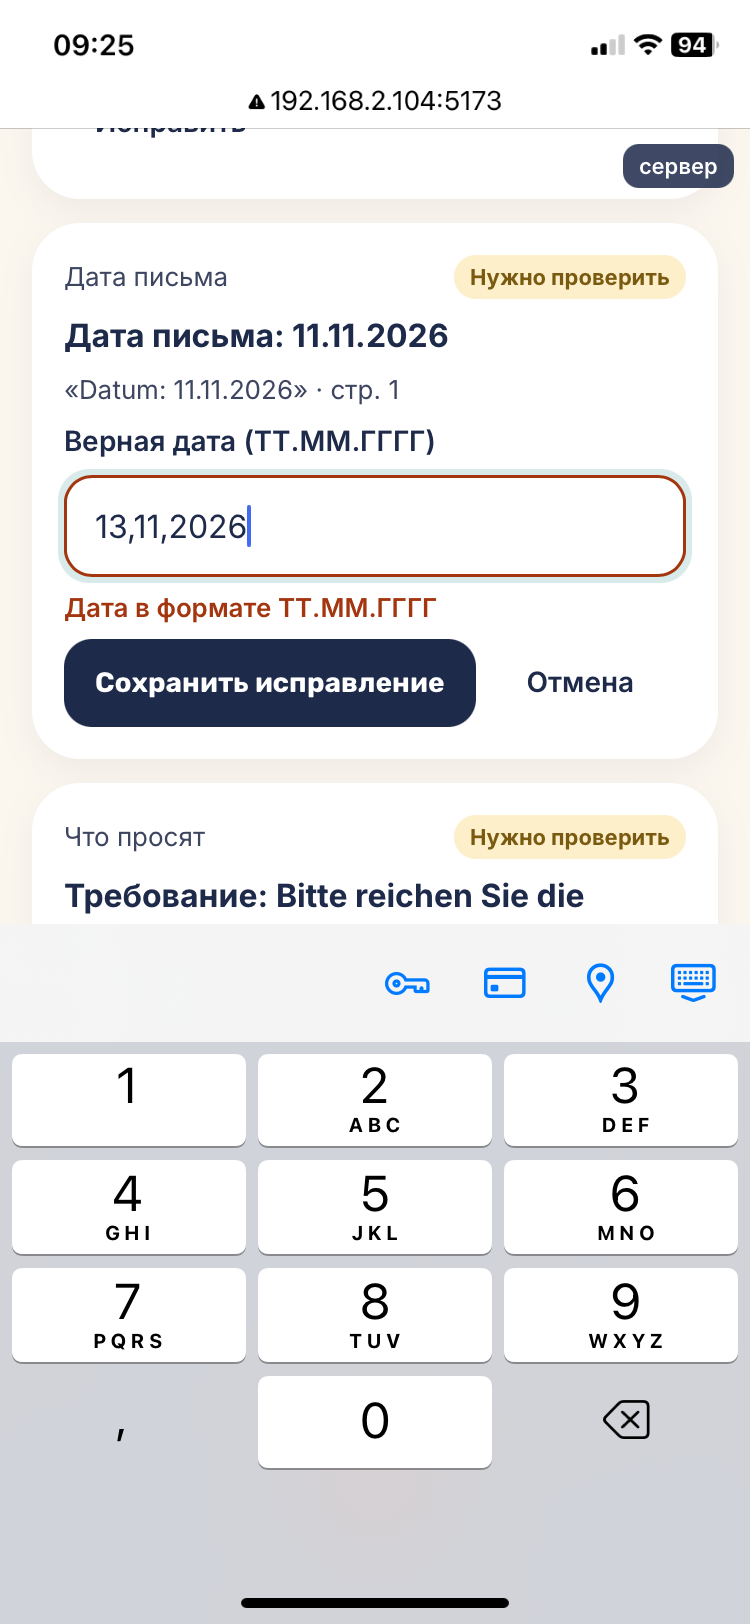 09:25
94
192.168.2.104:5173
Исправить
сервер
Дата письма
Нужно проверить
Дата письма: 11.11.2026
«Datum: 11.11.2026» · стр. 1
Верная дата (ТТ.ММ.ГГГГ)
13,11,2026
Дата в формате ТТ.ММ.ГГГГ
Сохранить исправление
Отмена
Что просят
Нужно проверить
Требование: Bitte reichen Sie die
1
2
ABC
3
DEF
4
GHI
5
JKL
6
MNO
7
PQRS
8
TUV
9
WXYZ
,
0